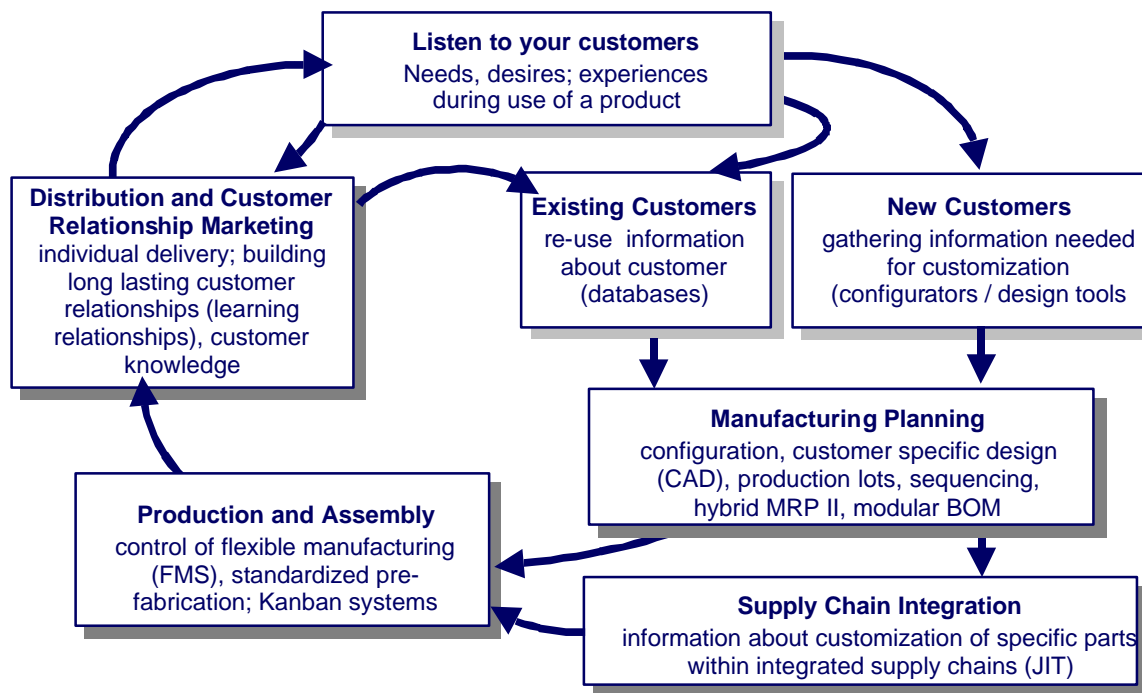 Listen to your customers
Needs, desires; experiences
during use of a product
Distribution and Customer
Relationship Marketing
individual delivery; building
long lasting customer
relationships (learning
relationships), customer
knowledge
Existing Customers
re-use information
about customer
(databases)
New Customers
gathering information needed
for customization
(configurators / design tools
Manufacturing Planning
configuration, customer specific design
(CAD), production lots, sequencing,
hybrid MRP II, modular BOM
Production and Assembly
control of flexible manufacturing
(FMS), standardized pre-
fabrication; Kanban systems
Supply Chain Integration
information about customization of specific parts
within integrated supply chains (JIT)